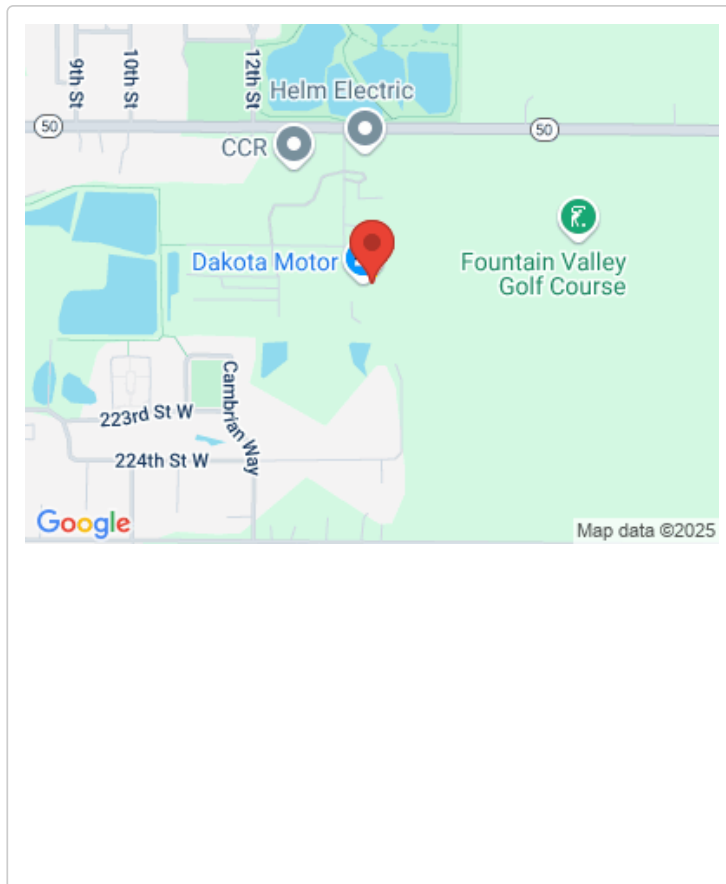 9th St
10th St
12th St
Helm Electric
50
50
CCR
Dakota Motor
Fountain Valley
Golf Course
Cambrian Way
223rd St W
224th St W
Google
Map data ©2025